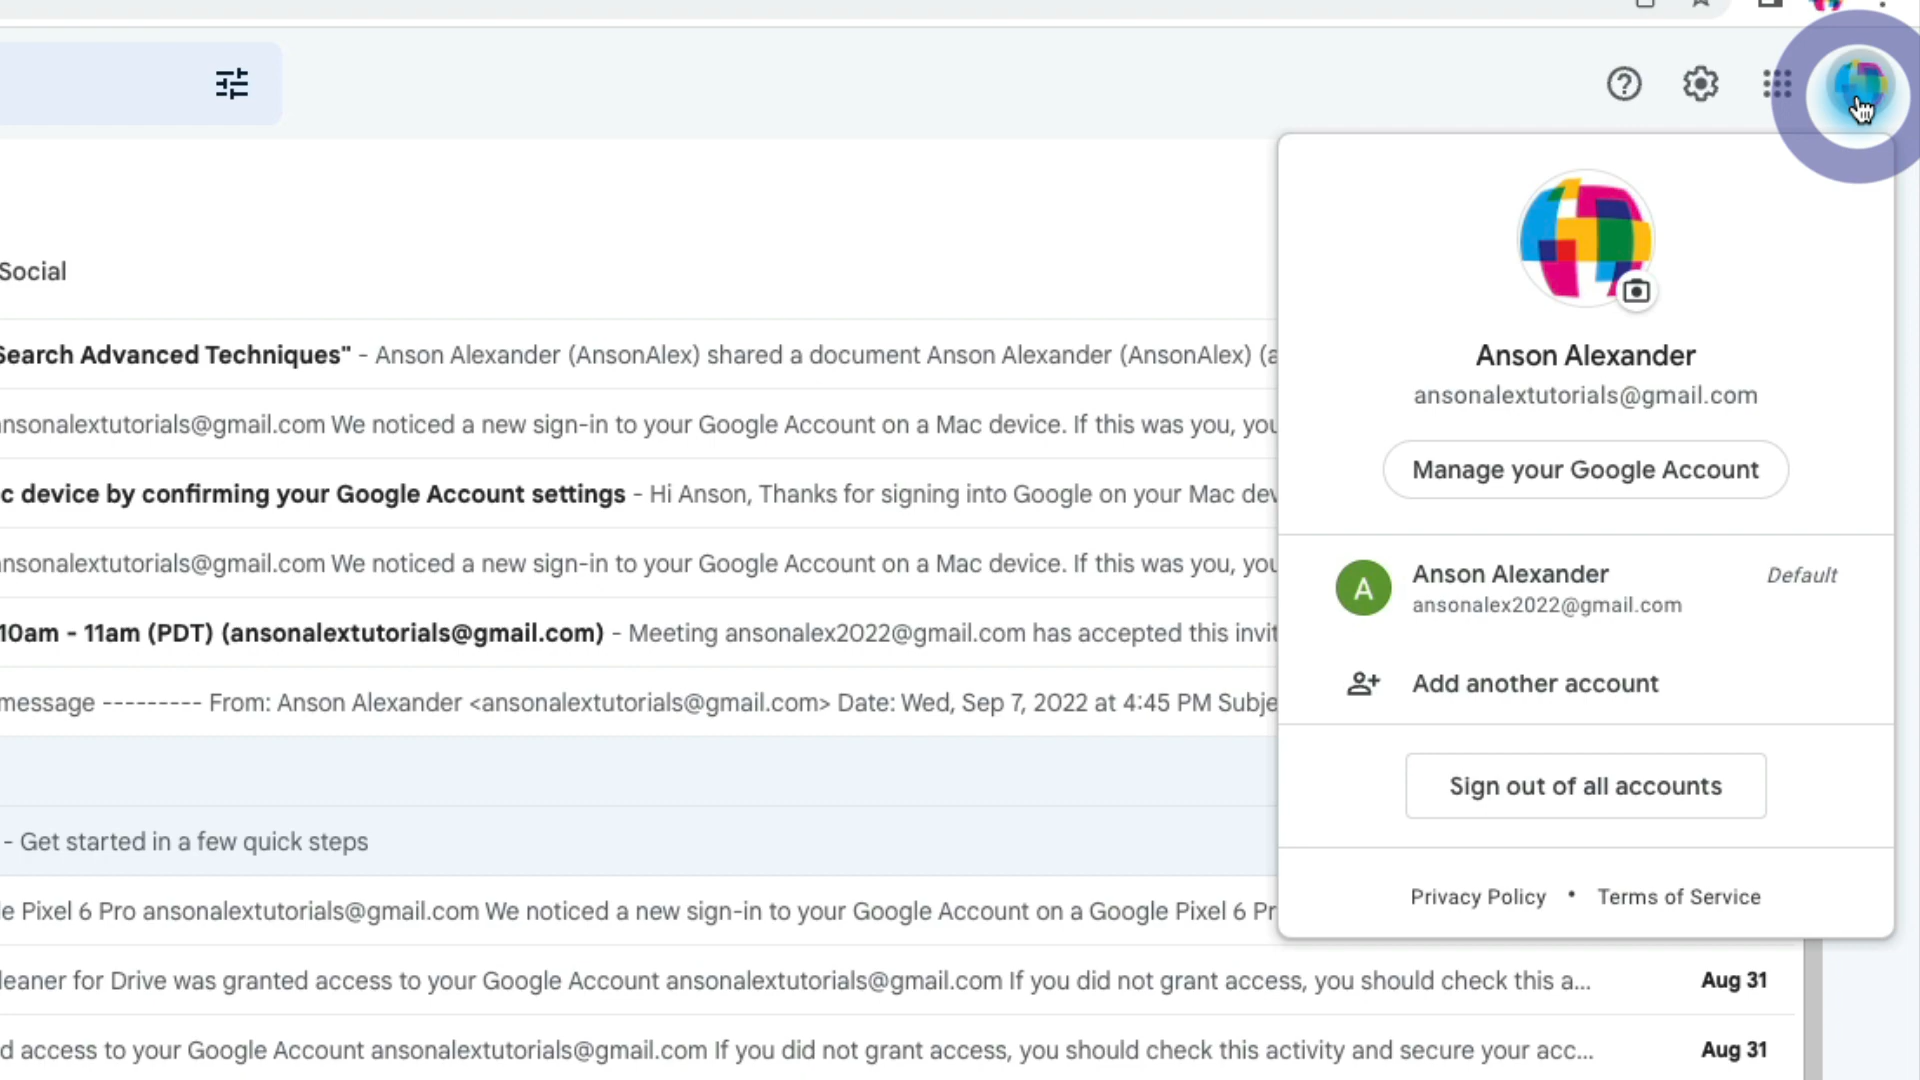 Social
Search Advanced Techniques" - Anson Alexander (AnsonAlex) shared a document Anson Alexander (AnsonAlex) (a
ansonalextutorials@gmail.com We noticed a new sign-in to your Google Account on a Mac device. If this was you, you
c device by confirming your Google Account settings - Hi Anson, Thanks for signing into Google on your Mac dev
ansonalextutorials@gmail.com We noticed a new sign-in to your Google Account on a Mac device. If this was you, you
10am - 11am (PDT) (ansonalextutorials@gmail.com) - Meeting ansonalex2022@gmail.com has accepted this invit
message --------- From: Anson Alexander <ansonalextutorials@gmail.com> Date: Wed, Sep 7, 2022 at 4:45 PM Subje
- Get started in a few quick steps
le Pixel 6 Pro ansonalextutorials@gmail.com We noticed a new sign-in to your Google Account on a Google Pixel 6 Pr
leaner for Drive was granted access to your Google Account ansonalextutorials@gmail.com If you did not grant access, you should check this a... Aug 31
d access to your Google Account ansonalextutorials@gmail.com If you did not grant access, you should check this activity and secure your acc... Aug 31
Anson Alexander
ansonalextutorials@gmail.com
Manage your Google Account
A
Anson Alexander Default
ansonalex2022@gmail.com
Add another account
Sign out of all accounts
Privacy Policy • Terms of Service